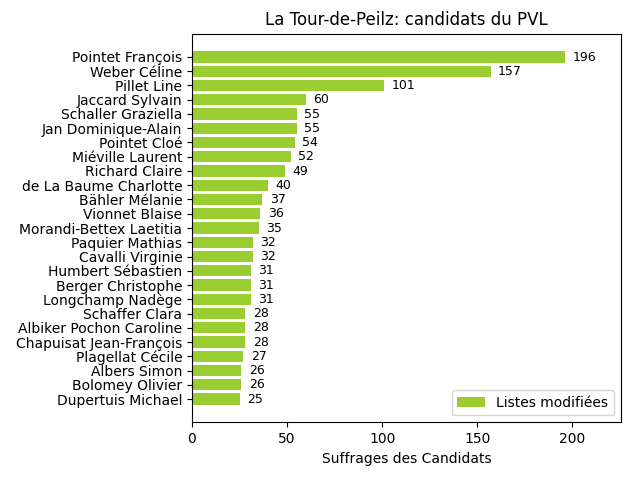 La Tour-de-Peilz: candidats du PVL
Pointet François 196
Weber Céline 157
Pillet Line 101
Jaccard Sylvain 60
Schaller Graziella 55
Jan Dominique-Alain 55
Pointet Cloé 54
Miéville Laurent 52
Richard Claire 49
de La Baume Charlotte 40
Bähler Mélanie 37
Vionnet Blaise 36
Morandi-Bettex Laetitia 35
Paquier Mathias 32
Cavalli Virginie 32
Humbert Sébastien 31
Berger Christophe 31
Longchamp Nadège 31
Schaffer Clara 28
Albiker Pochon Caroline 28
Chapuisat Jean-François 28
Plagellat Cécile 27
Albers Simon 26
Bolomey Olivier 26
Dupertuis Michael 25
Listes modifiées
0 50 100 150 200
Suffrages des Candidats